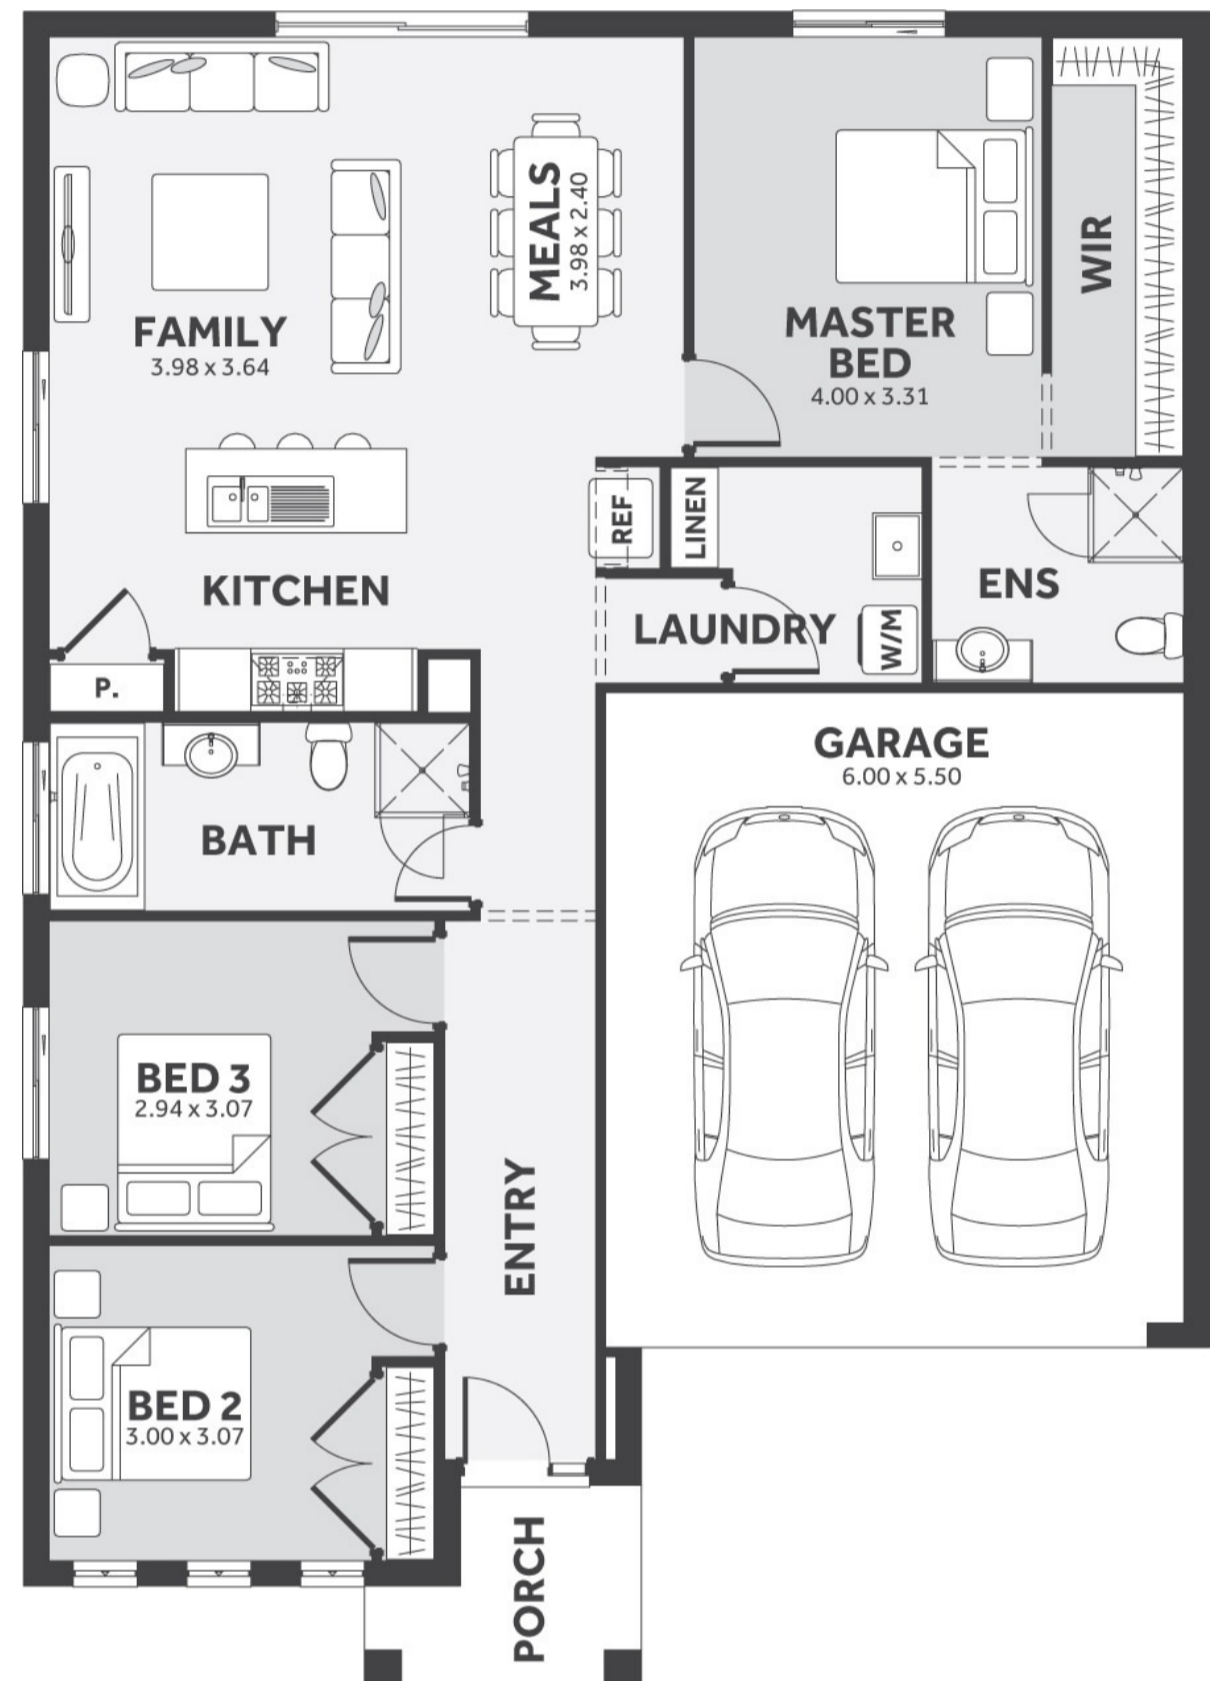 FAMILY
3.98 x 3.64
MEALS
3.98 x 2.40
MASTER
BED
4.00 x 3.31
WIR
KITCHEN
REF
LINEN
LAUNDRY
W/M
ENS
P.
BATH
GARAGE
6.00 x 5.50
BED 3
2.94 x 3.07
ENTRY
BED 2
3.00 x 3.07
PORCH